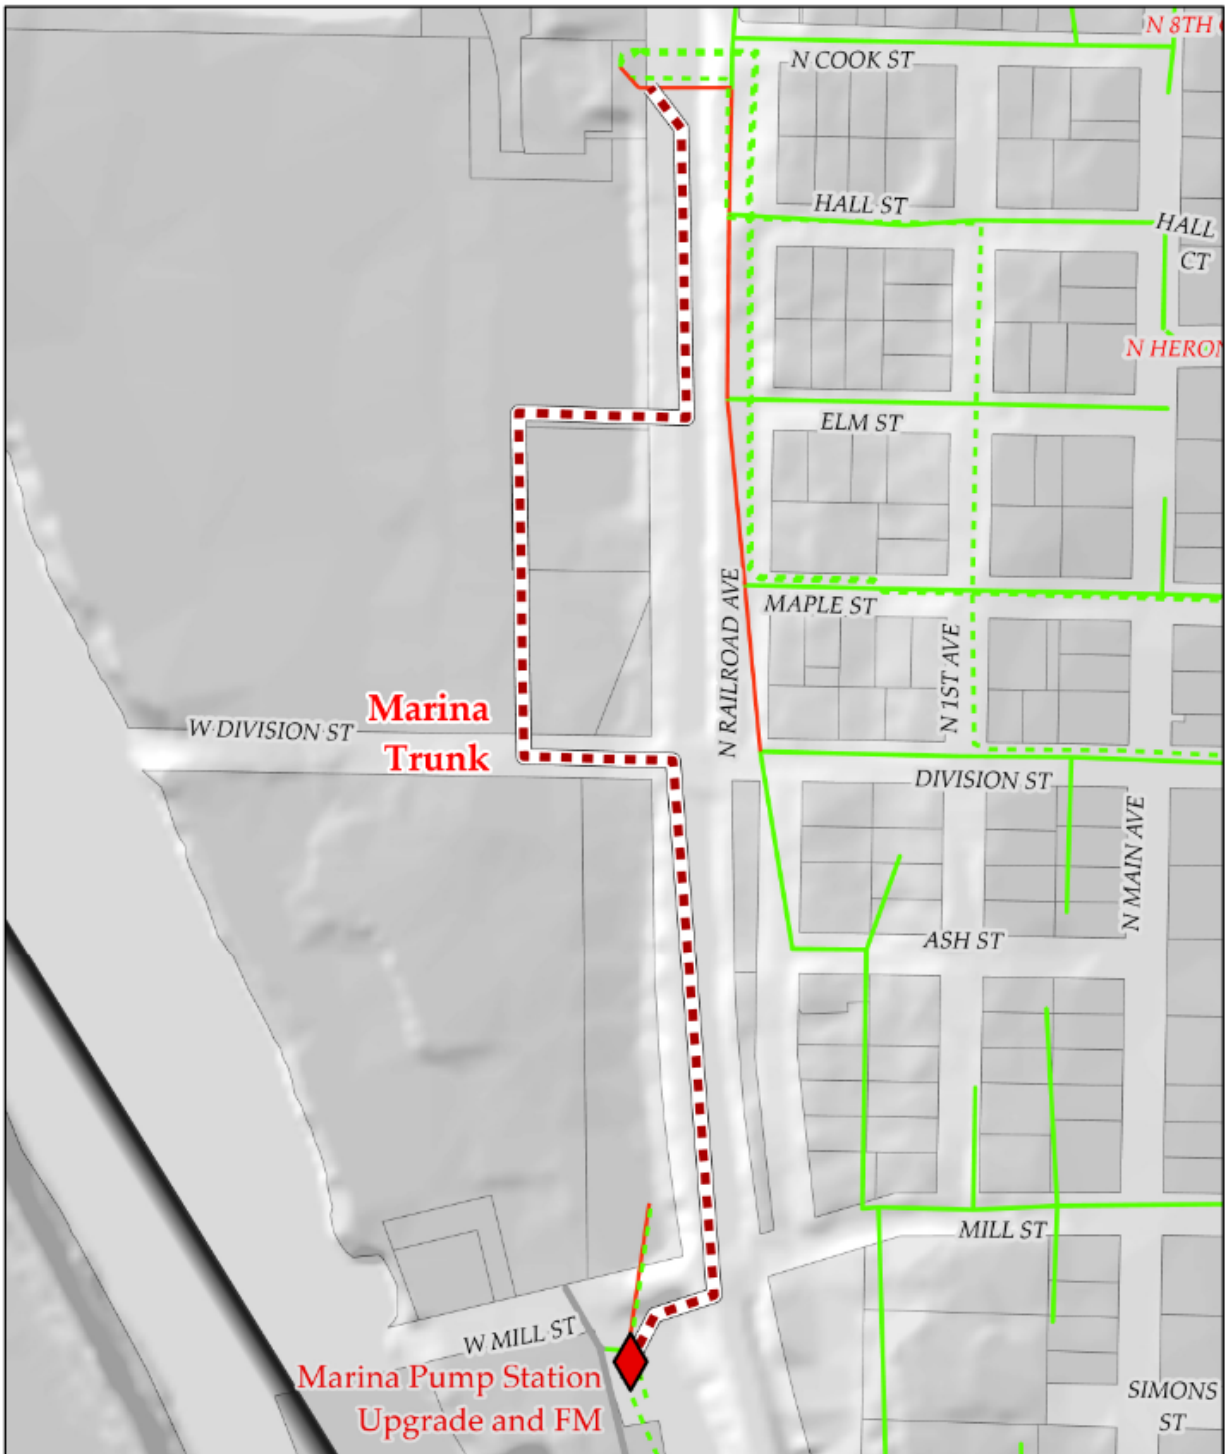 N 8TH
N COOK ST
HALL ST
HALL
CT
N HERON
ELM ST
MAPLE ST
N RAILROAD AVE
N 1ST AVE
Marina
Trunk
W DIVISION ST
DIVISION ST
N MAIN AVE
ASH ST
MILL ST
W MILL ST
Marina Pump Station
Upgrade and FM
SIMONS
ST